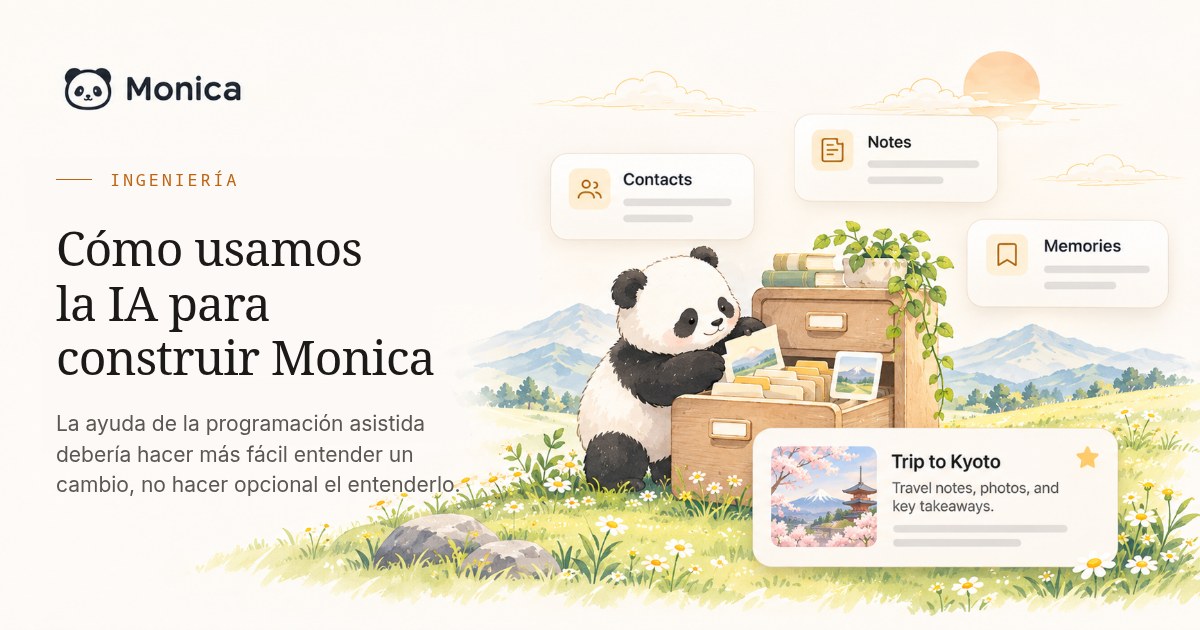 Monica
INGENIERÍA
Cómo usamos
la IA para
construir Monica
La ayuda de la programación asistida
debería hacer más fácil entender un
cambio, no hacer opcional el entenderlo.
Contacts
Notes
Memories
Trip to Kyoto
Travel notes, photos, and
key takeaways.